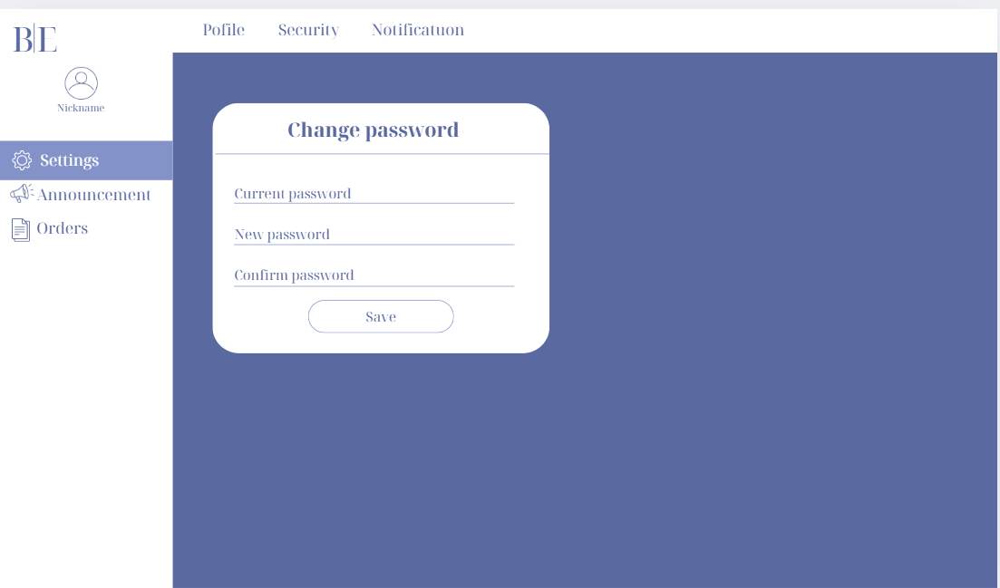 B|E
Pofile Security Notificatuon
Nickname
Settings
Announcement
Orders
Change password
Current password
New password
Confirm password
Save